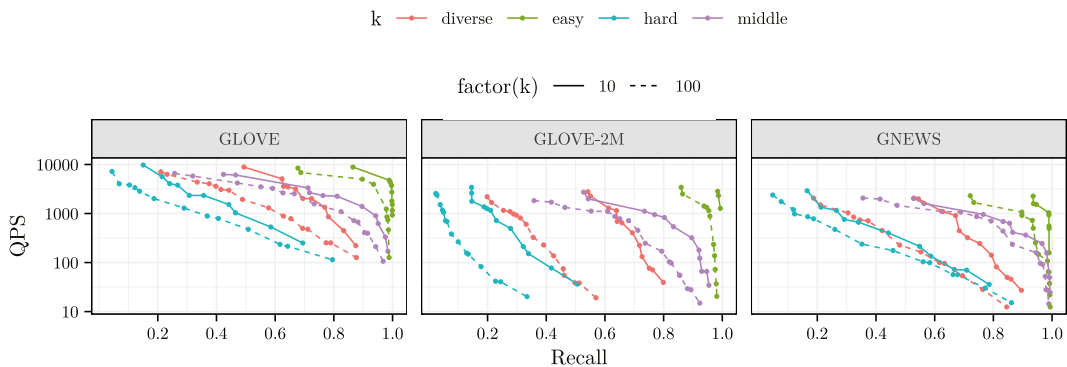 k diverse easy hard middle
factor(k) 10 100
GLOVE GLOVE-2M GNEWS
QPS
10000
1000
100
10
0.2 0.4 0.6 0.8 1.0 0.2 0.4 0.6 0.8 1.0 0.2 0.4 0.6 0.8 1.0
Recall